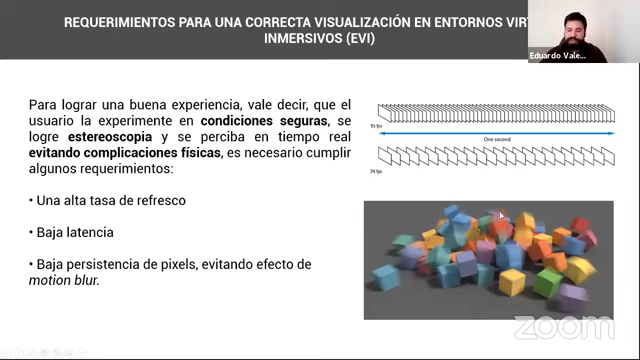 REQUERIMIENTOS PARA UNA CORRECTA VISUALIZACIÓN EN ENTORNOS VIRT
INMERSIVOS (EVI)
Eduardo Vale...
Para lograr una buena experiencia, vale decir, que el
usuario la experimente en condiciones seguras, se
logre estereoscopia y se perciba en tiempo real
evitando complicaciones físicas, es necesario cumplir
algunos requerimientos:
• Una alta tasa de refresco
• Baja latencia
• Baja persistencia de pixels, evitando efecto de
motion blur.
One second
24 fps
zoom